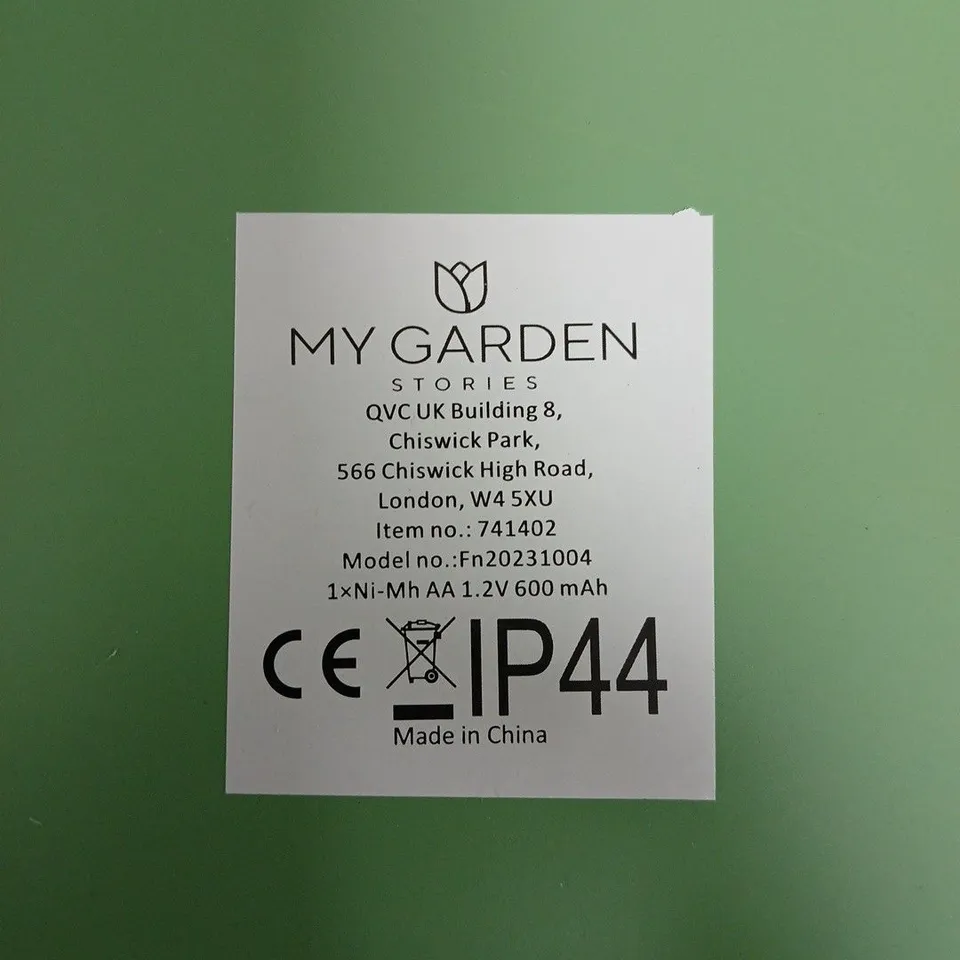 MY GARDEN
STORIES
QVC UK Building 8,
Chiswick Park,
566 Chiswick High Road,
London, W4 5XU
Item no.: 741402
Model no.:Fn20231004
1×Ni-Mh AA 1.2V 600 mAh
CE IP44
Made in China